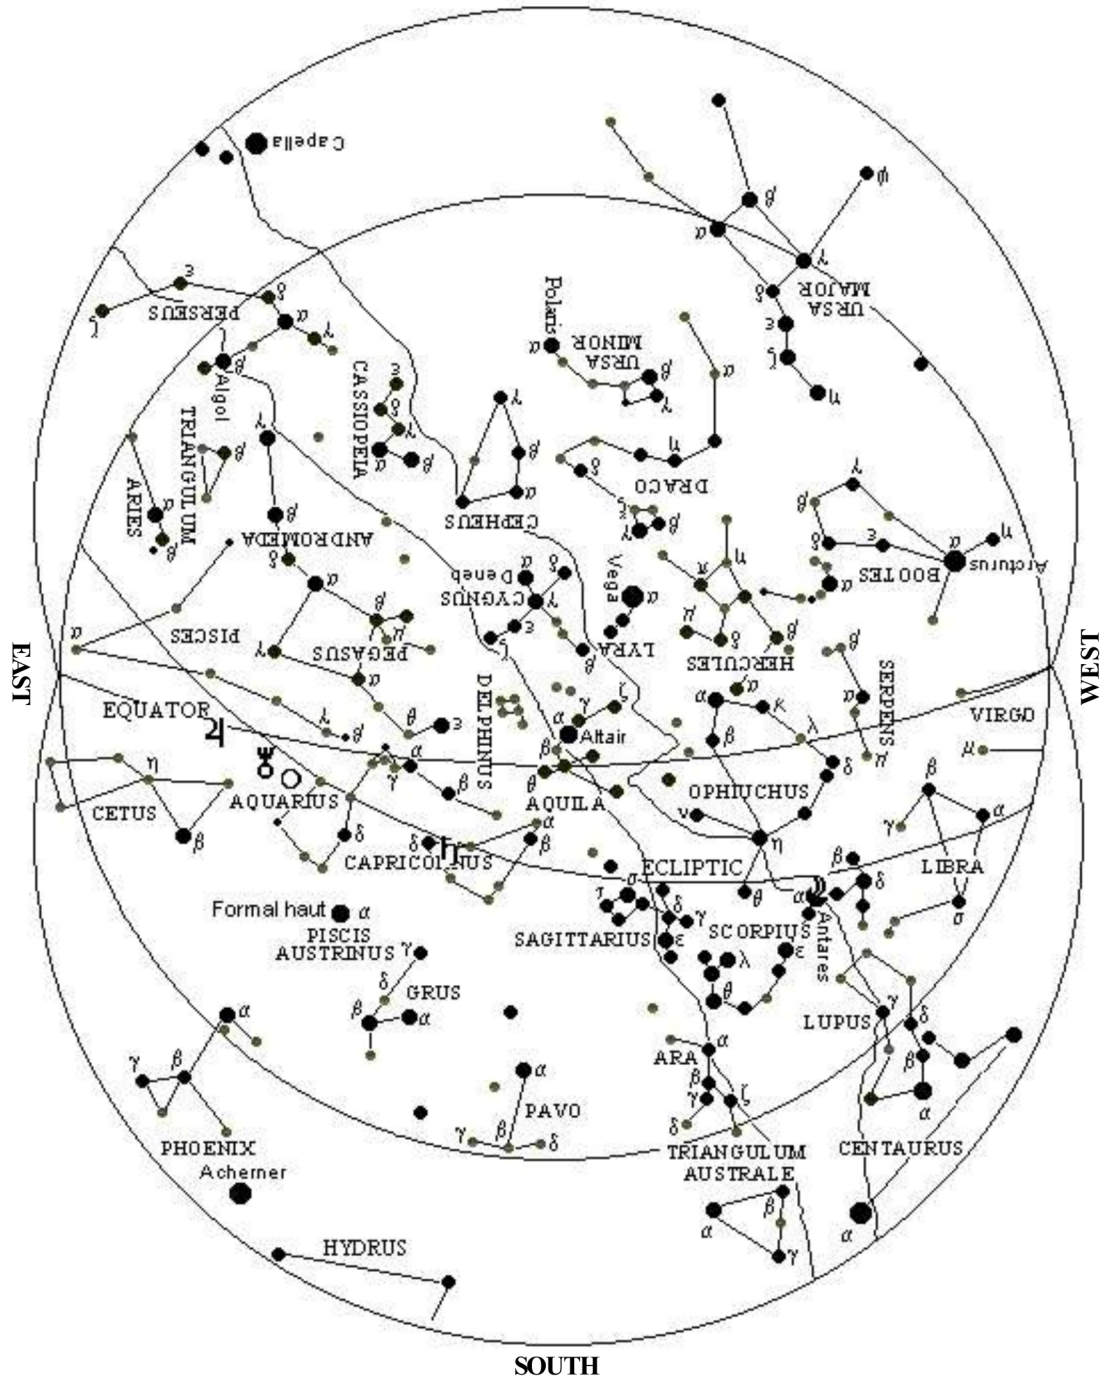 Capella
β
φ
α
γ
URSA
MAJOR
δ
ε
ζ
η
ε
PERSEUS
ζ
δ
α
γ
β
Algol
Polaris
α
URSA
MINOR
β
γ
CASSIOPEIA
ε
δ
γ
α
β
TRIANGULUM
γ
β
α
CEPHEUS
α
η
δ
DRACO
ξ
β
γ
ARIES
α
β
ANDROMEDA
β
δ
α
γ
β
δ
ε
BOOTES
α
η
Arcturus
Deneb
α
δ
CYGNUS
γ
ε
ζ
β
Vega
α
LYRA
π
η
μ
δ
β
HERCULES
α
α
PISCES
γ
β
μ
PEGASUS
α
θ
ε
EAST
WEST
EQUATOR
γ
β
DELPHINUS
γ
ζ
α
Attair
β
θ
AQUILA
α
κ
β
λ
δ
OPHIUCHUS
ν
η
θ
β
α
SERPENS
μ
VIRGO
μ
η
CETUS
β
AQUARIUS
α
γ
β
δ
CAPRICORNUS
δ
α
β
ECLIPTIC
β
α
γ
LIBRA
σ
Formal haut
α
PISCIS
AUSTRINUS
γ
GRUS
δ
β
α
SAGITTARIUS
τ
σ
δ
γ
ε
SCORPIUS
β
δ
α
Antares
ε
λ
θ
LUPUS
γ
δ
β
α
ARA
α
β
γ
ζ
δ
α
γ
β
PHOENIX
Acherner
α
PAVO
γ
β
δ
TRIANGULUM
AUSTRALE
β
α
γ
CENTAURUS
α
HYDRUS
SOUTH